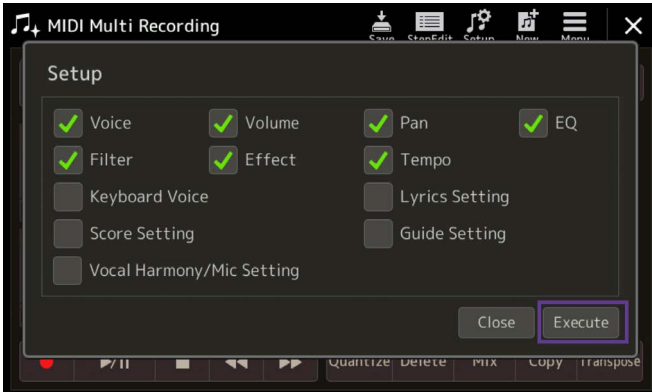 MIDI Multi Recording
Save StepEdit Setup New Menu
Setup
Voice Volume Pan EQ
Filter Effect Tempo
Keyboard Voice Lyrics Setting
Score Setting Guide Setting
Vocal Harmony/Mic Setting
Close Execute
Quantize Delete Mix Copy Transpose